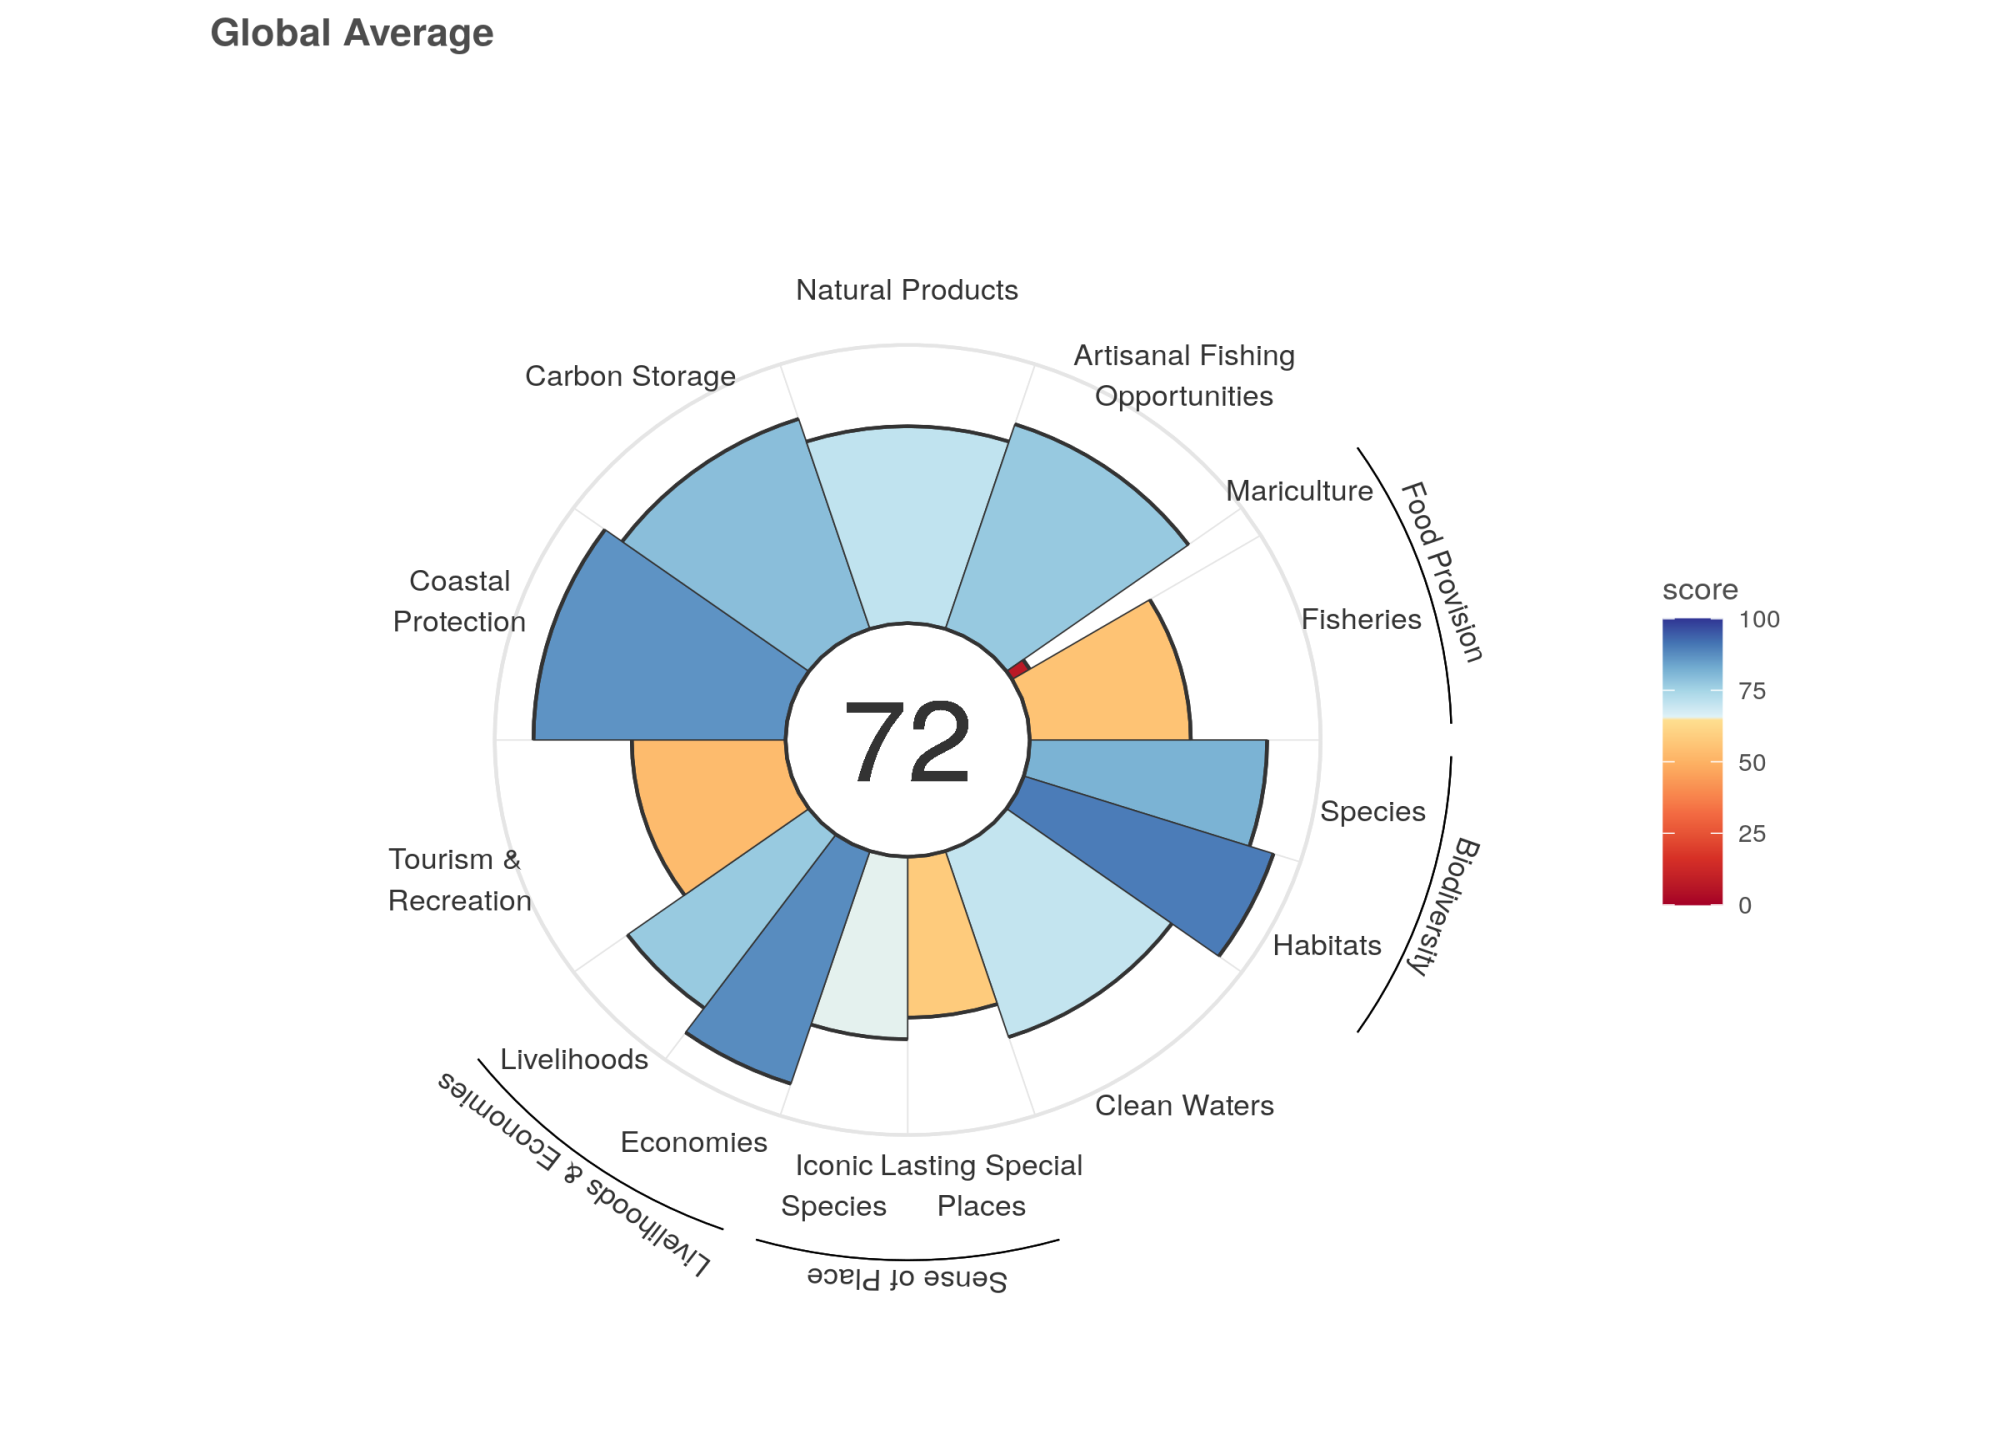 Global Average
Natural Products
Carbon Storage
Artisanal Fishing
Opportunities
Mariculture
Food Provision
Coastal
Protection
Fisheries
score
100
75
50
25
0
72
Species
Biodiversity
Tourism &
Recreation
Habitats
Livelihoods
Livelihoods & Economies
Economies
Clean Waters
Iconic
Species
Lasting Special
Places
Sense of Place